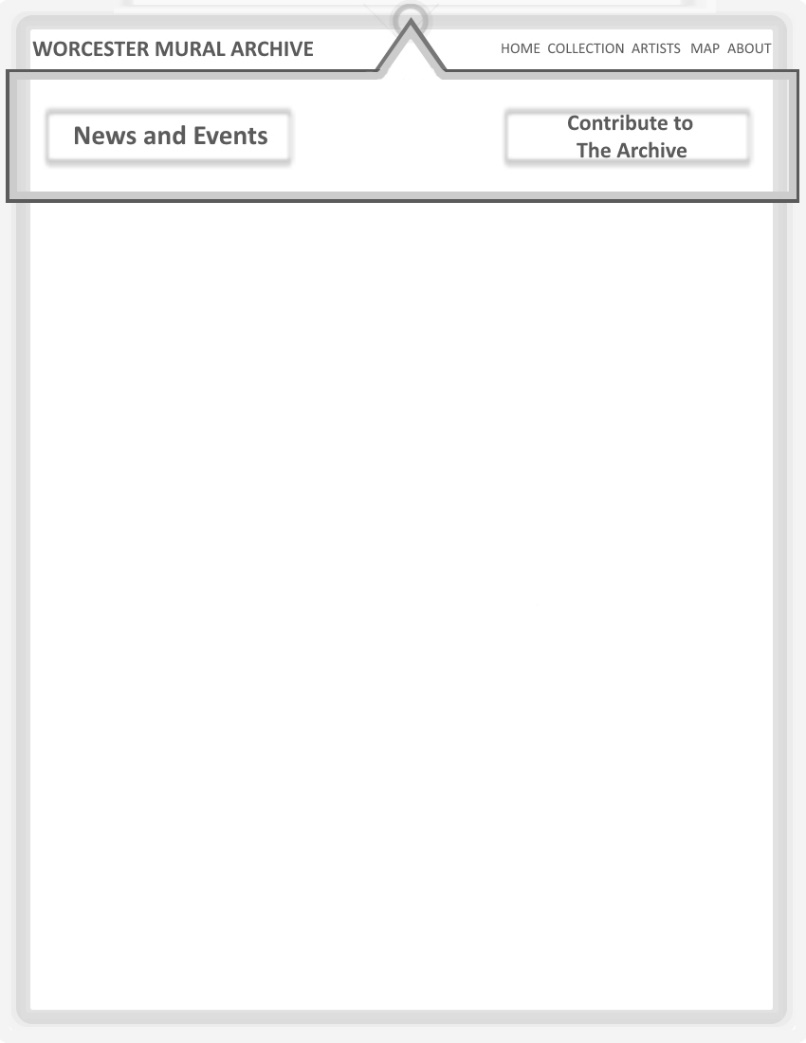 WORCESTER MURAL ARCHIVE
HOME COLLECTION ARTISTS MAP ABOUT
News and Events
Contribute to
The Archive